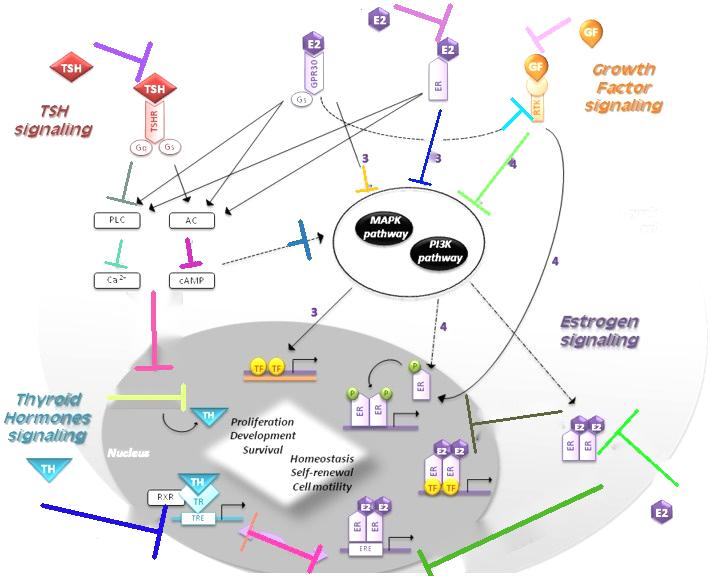 E2
E2
E2
GF
TSH
GPR30
ER
GF
Growth
Factor
signaling
TSH
TSHR
RTK
Gs
TSH
signaling
Gq
Gs
3
3
4
PLC
AC
MAPK
pathway
PI3K
pathway
Ca2+
cAMP
4
3
4
Estrogen
signaling
TF TF
P
ER
P P
ER ER
Thyroid
Hormones
signaling
TH
Proliferation
Development
Survival
E2 E2
ER ER
Nucleus
Homeostasis
Self-renewal
Cell motility
E2 E2
ER ER
TF TF
TH
TH
RXR
TR
TRE
E2 E2
ER ER
ERE
E2